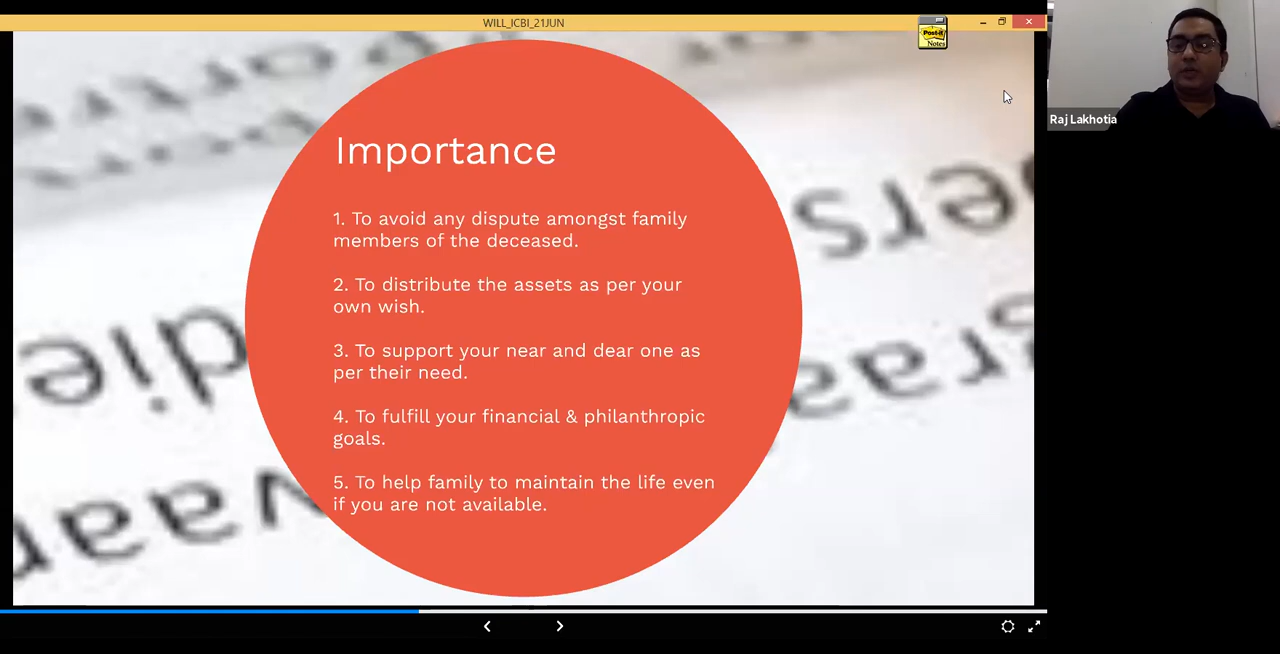 WILL_ICBI_21JUN
Post-it
Notes
Raj Lakhotia
Importance
1. To avoid any dispute amongst family
members of the deceased.
2. To distribute the assets as per your
own wish.
3. To support your near and dear one as
per their need.
4. To fulfill your financial & philanthropic
goals.
5. To help family to maintain the life even
if you are not available.